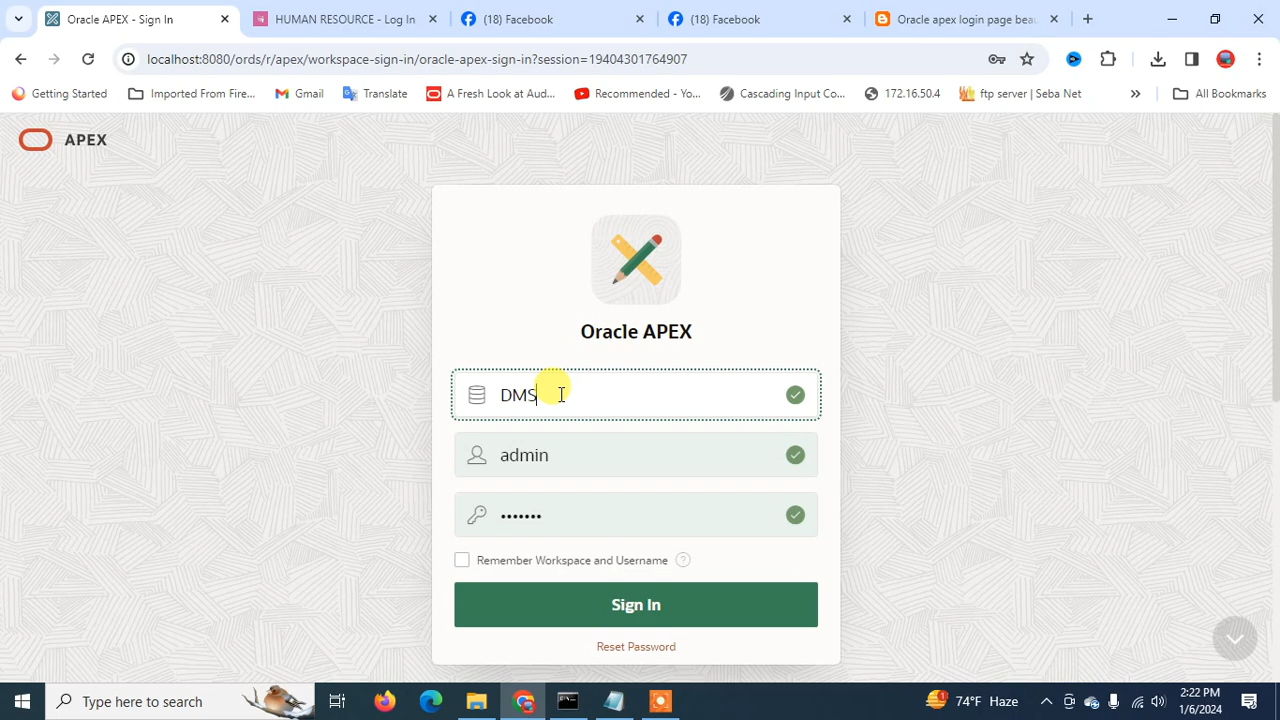 Oracle APEX - Sign In
HUMAN RESOURCE - Log In
(18) Facebook
(18) Facebook
Oracle apex login page beau
localhost:8080/ords/r/apex/workspace-sign-in/oracle-apex-sign-in?session=19404301764907
Getting Started
Imported From Fire...
Gmail
Translate
A Fresh Look at Aud...
Recommended - Yo...
Cascading Input Co...
172.16.50.4
ftp server | Seba Net
All Bookmarks
APEX
Oracle APEX
DMS
admin
•••••••
Remember Workspace and Username
Sign In
Reset Password
Type here to search
1
74°F Haze
2:22 PM
1/6/2024